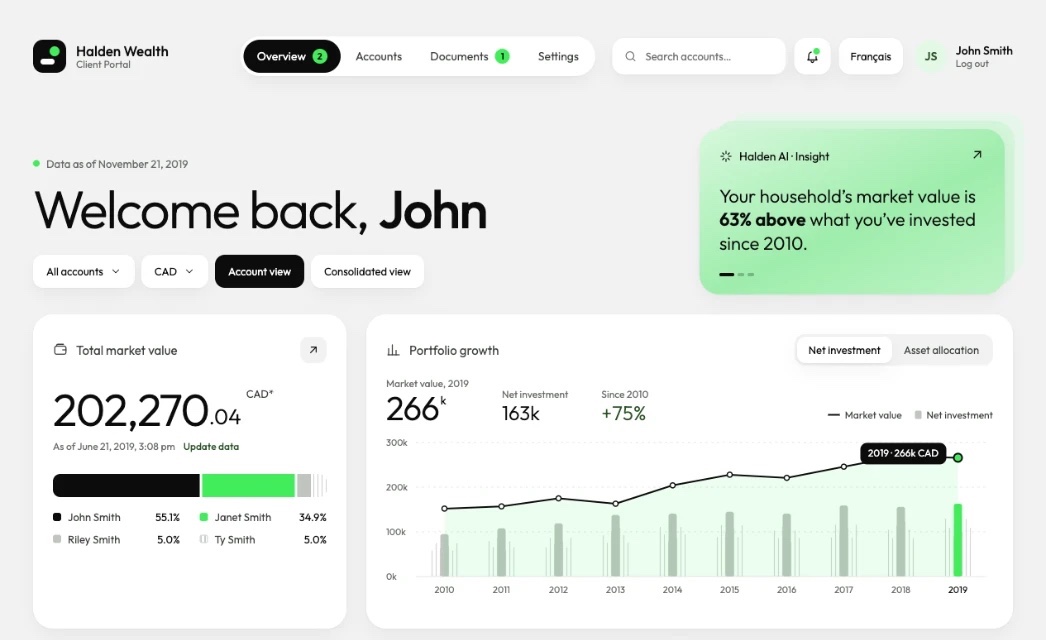 Halden Wealth
Client Portal
Overview 2
Accounts
Documents 1
Settings
Search accounts...
Français
JS
John Smith
Log out
Data as of November 21, 2019
Welcome back, John
All accounts
CAD
Account view
Consolidated view
Halden AI · Insight
Your household's market value is
63% above what you've invested
since 2010.
Total market value
202,270.04 CAD*
As of June 21, 2019, 3:08 pm Update data
John Smith 55.1% Janet Smith 34.9%
Riley Smith 5.0% Ty Smith 5.0%
Portfolio growth
Net investment
Asset allocation
Market value, 2019
266 k
Net investment
163k
Since 2010
+75%
Market value
Net investment
300k
200k
100k
0k
2019 · 266k CAD
2010 2011 2012 2013 2014 2015 2016 2017 2018 2019